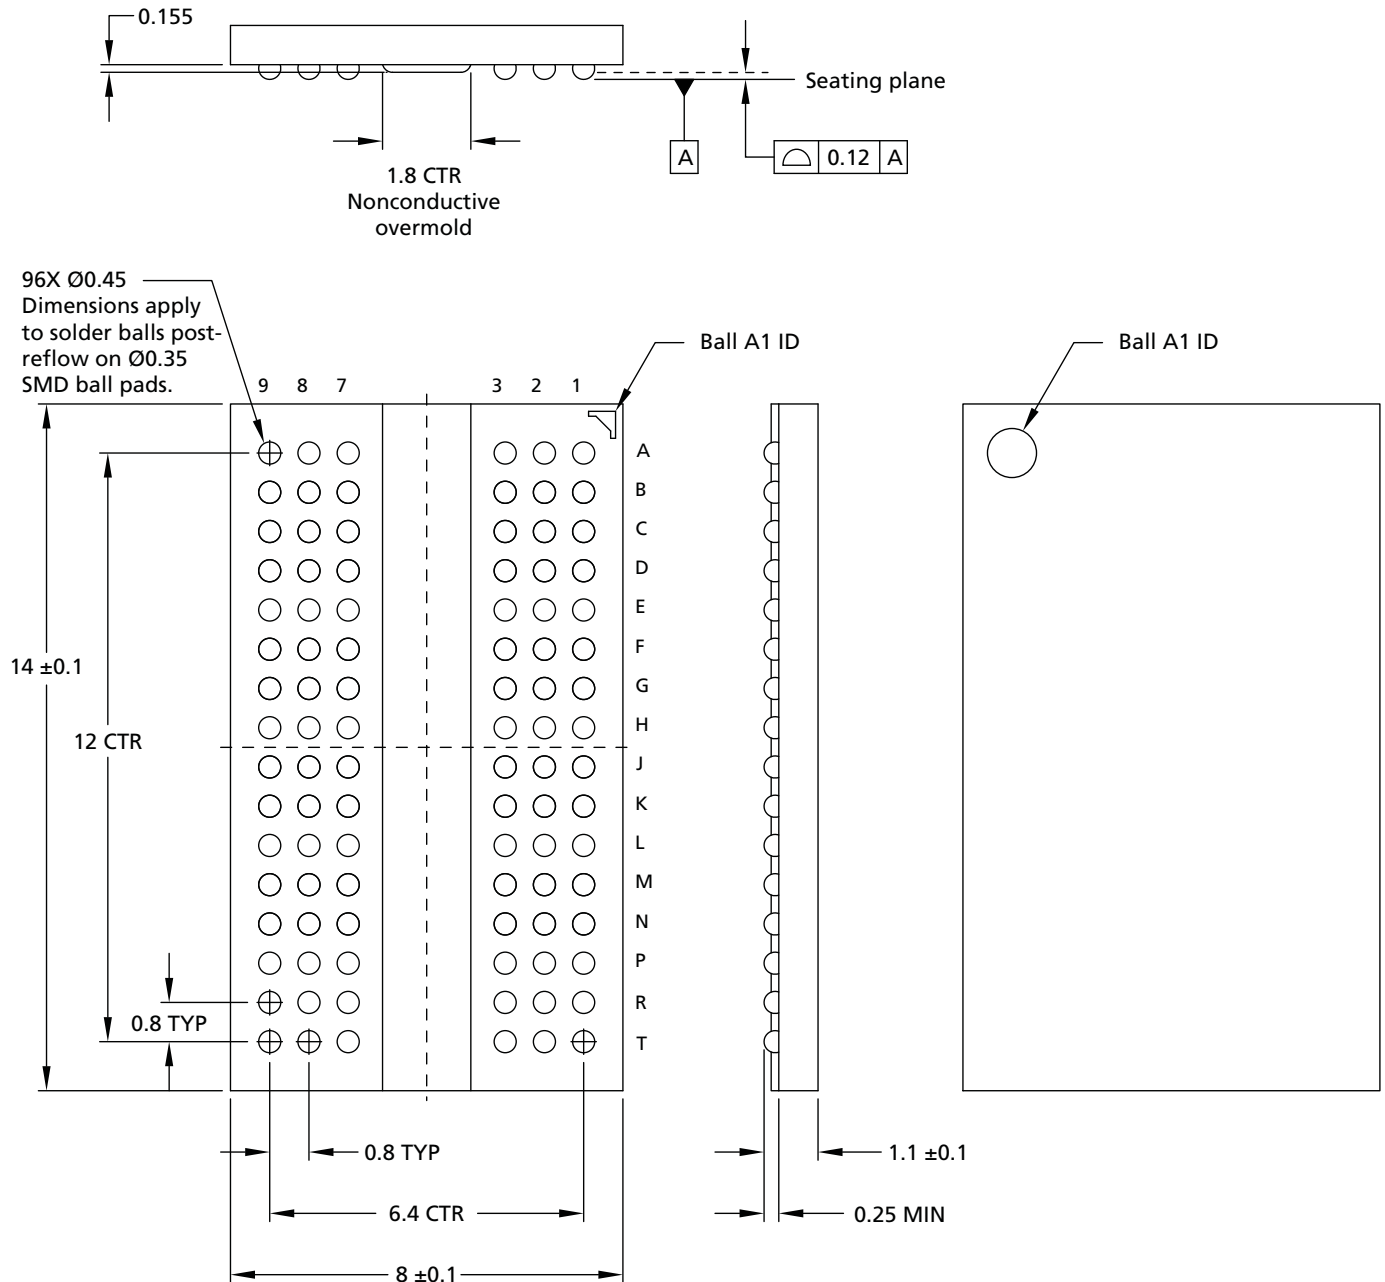 0.155
Seating plane
A
0.12 A
1.8 CTR
Nonconductive
overmold
96X Ø0.45
Dimensions apply
to solder balls post-
reflow on Ø0.35
SMD ball pads.
Ball A1 ID
Ball A1 ID
9 8 7 3 2 1
A
B
C
D
E
F
G
H
J
K
L
M
N
P
R
T
14 ±0.1
12 CTR
0.8 TYP
0.8 TYP
1.1 ±0.1
6.4 CTR
0.25 MIN
8 ±0.1